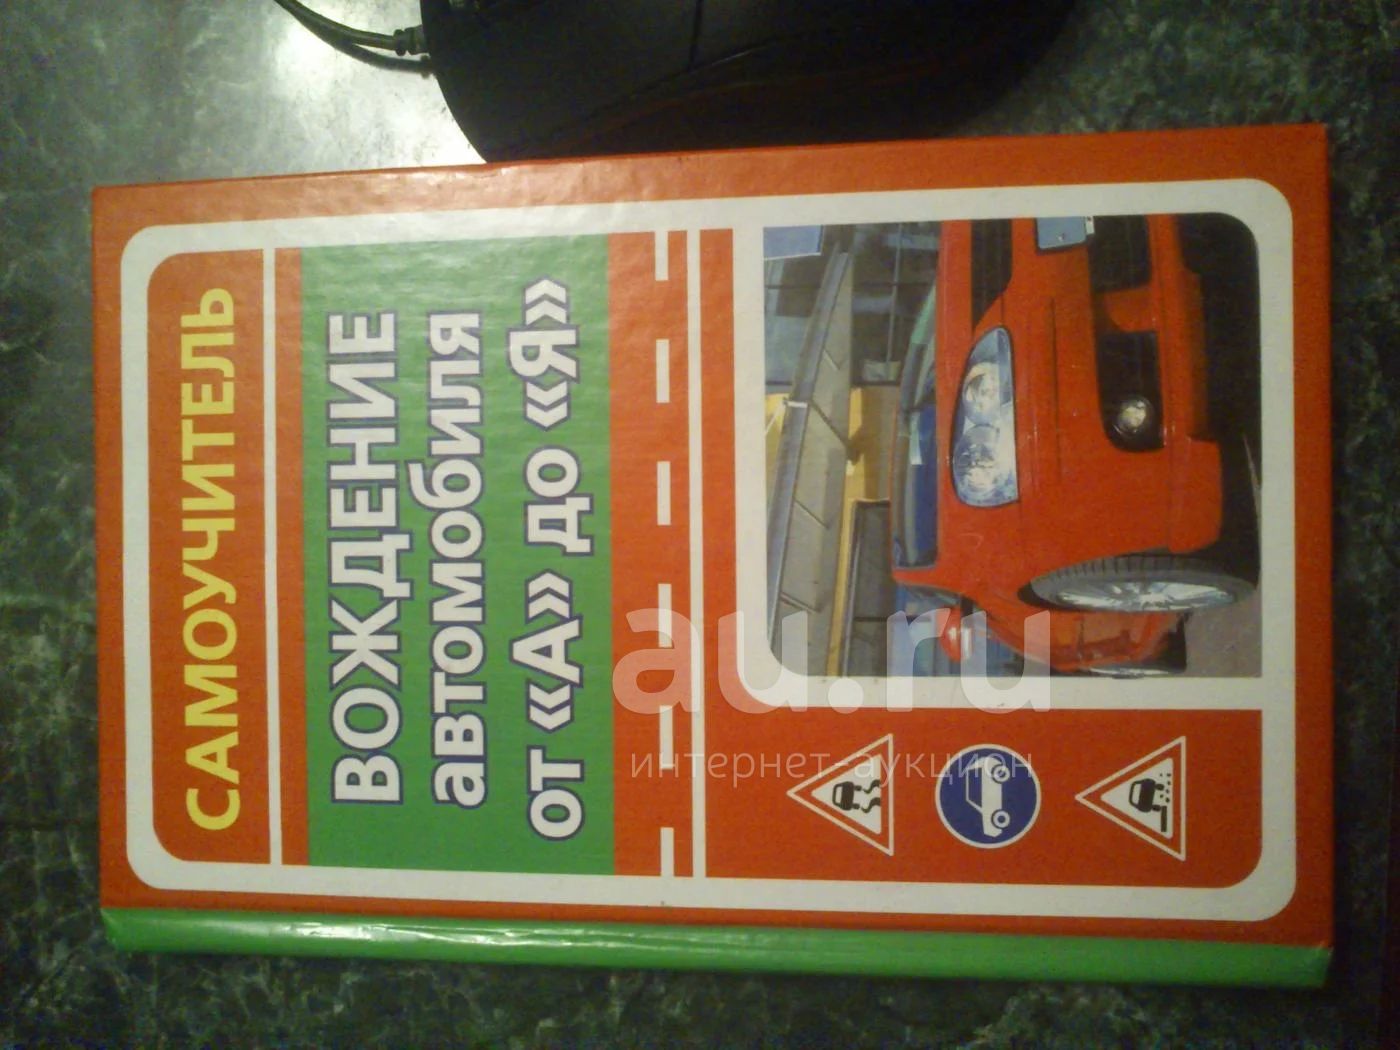 САМОУЧИТЕЛЬ
ВОЖДЕНИЕ
автомобиля
от «А» до «Я»
au.ru
интернет-аукцион